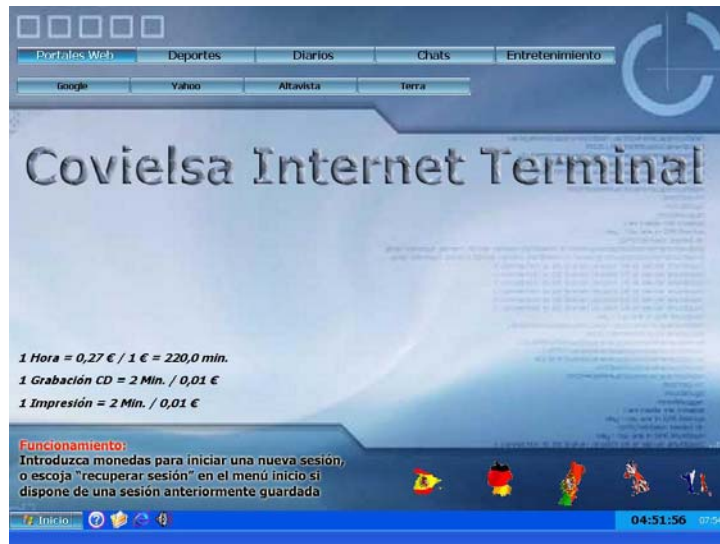 Portales Web Deportes Diarios Chats Entretenimiento
Google Yahoo Altavista Terra
Covielsa Internet Terminal
1 Hora = 0,27 € / 1 € = 220,0 min.
1 Grabación CD = 2 Min. / 0,01 €
1 Impresión = 2 Min. / 0,01 €
Funcionamiento:
Introduzca monedas para iniciar una nueva sesión,
o escoja "recuperar sesión" en el menú inicio si
dispone de una sesión anteriormente guardada
Inicio 04:51:56